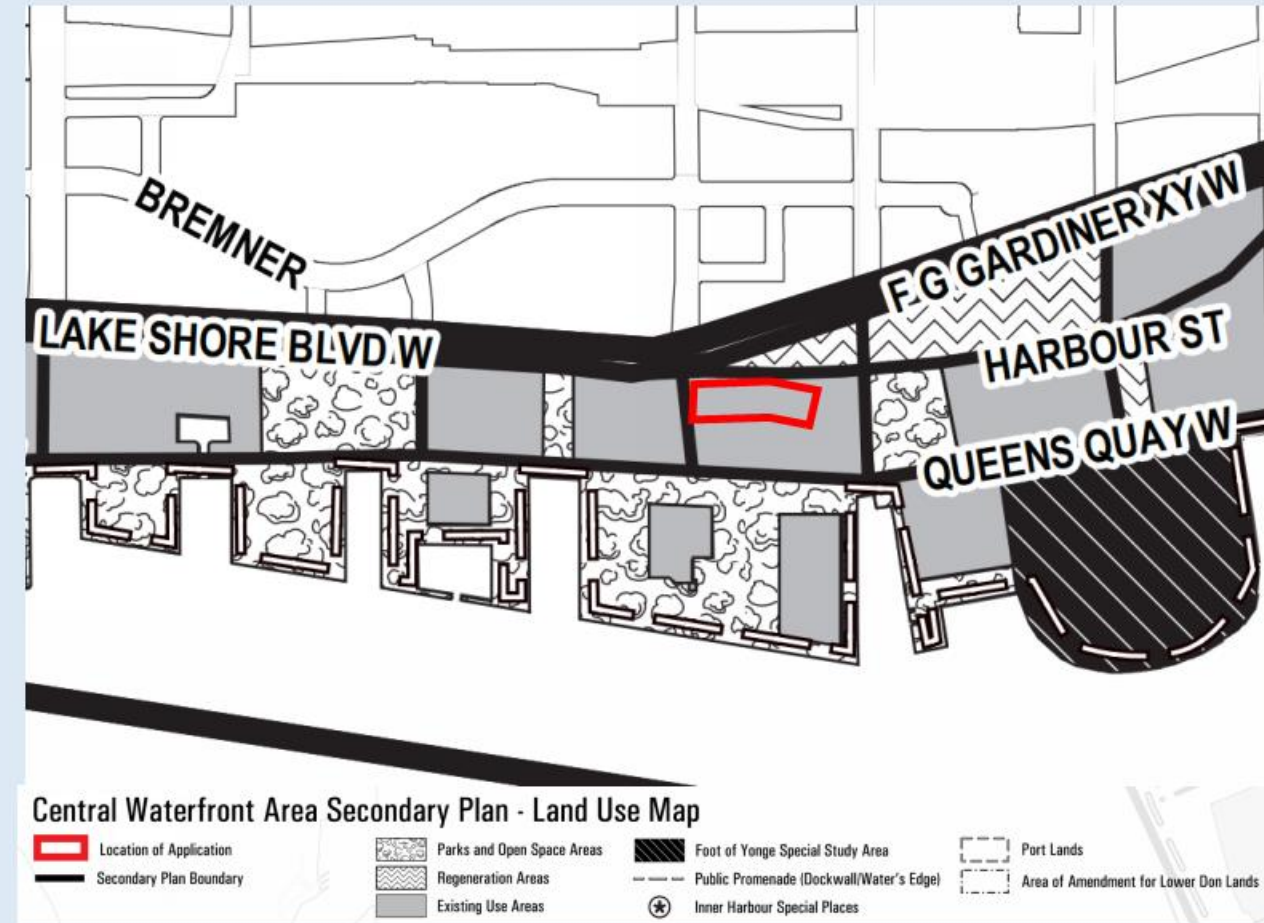 BREMNER
F G GARDINER XY W
LAKE SHORE BLVD W
HARBOUR ST
QUEENS QUAY W
Central Waterfront Area Secondary Plan - Land Use Map
Location of Application
Secondary Plan Boundary
Parks and Open Space Areas
Regeneration Areas
Existing Use Areas
Foot of Yonge Special Study Area
Public Promenade (Dockwall/Water's Edge)
Inner Harbour Special Places
Port Lands
Area of Amendment for Lower Don Lands